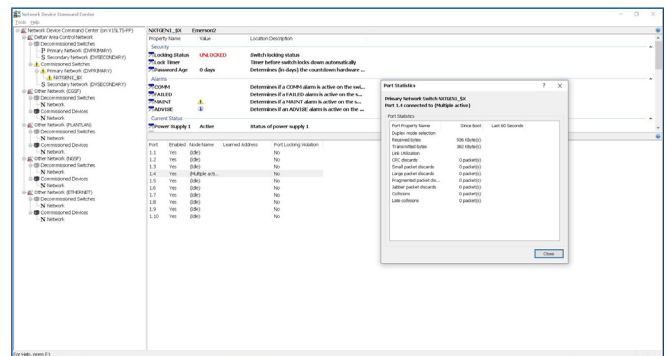 Network Device Command Center
Tools Help
Network Device Command Center (on V15LTS-PP)
DeltaV Area Control Network
Decommissioned Switches
P Primary Network (DVPRIMARY)
S Secondary Network (DVSECONDARY)
Commissioned Switches
P Primary Network (DVPRIMARY)
NXTGEN1_SX
S Secondary Network (DVSECONDARY)
Other Network (CGSF)
Decommissioned Switches
N Network
Commissioned Devices
N Network
Other Network (PLANTLAN)
Decommissioned Switches
N Network
Commissioned Devices
N Network
Other Network (NGSF)
Decommissioned Switches
N Network
Commissioned Devices
N Network
Other Network (ETHERNET)
Decommissioned Switches
N Network
Commissioned Devices
N Network
NXTGEN1_SX Emerson2
Property Name Value Location/Description
Security
Locking Status UNLOCKED Switch locking status
Lock Timer Timer before switch locks down automatically
Password Age 0 days Determines (in days) the countdown hardware ...
Alarms
COMM Determines if a COMM alarm is active on the swi...
FAILED Determines if a FAILED alarm is active on the s...
MAINT Determines if a MAINT alarm is active on the s...
ADVISE Determines if an ADVISE alarm is active on the ...
Current Status
Power Supply 1 Active Status of power supply 1
Port Enabled Node Name Learned Address Port Locking Violation
1.1 Yes (Idle) No
1.2 Yes (Idle) No
1.3 Yes (Idle) No
1.4 Yes (Multiple acti... No
1.5 Yes (Idle) No
1.6 Yes (Idle) No
1.7 Yes (Idle) No
1.8 Yes (Idle) No
1.9 Yes (Idle) No
1.10 Yes (Idle) No
Port Statistics ? X
Primary Network Switch NXTGEN1_SX
Port 1.4 connected to (Multiple active)
Port Statistics
Port Property Name Since Boot Last 60 Seconds
Duplex mode selection
Received bytes 936 Kbyte(s)
Transmitted bytes 382 Kbyte(s)
Link Utilization
CRC discards 0 packet(s)
Small packet discards 0 packet(s)
Large packet discards 0 packet(s)
Fragmented packet dis... 0 packet(s)
Jabber packet discards 0 packet(s)
Collisions 0 packet(s)
Late collisions 0 packet(s)
Close
For Help, press F1